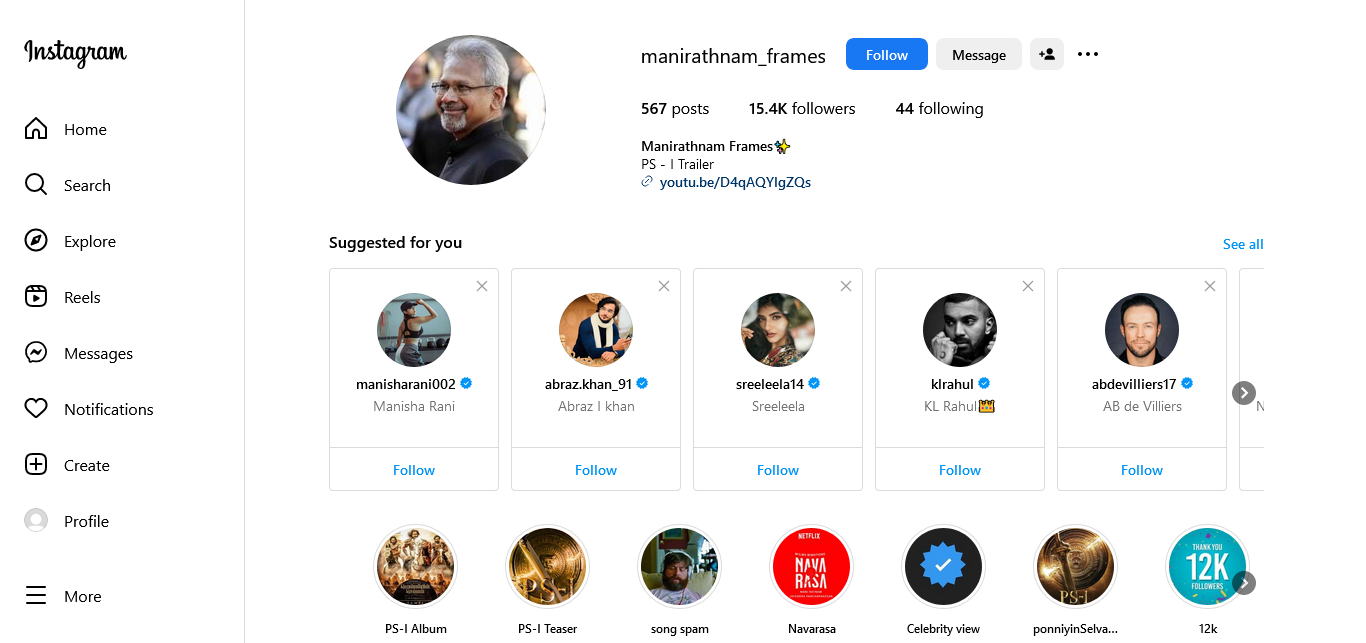 Instagram
Home
Search
Explore
Reels
Messages
Notifications
Create
Profile
More
manirathnam_frames Follow Message
567 posts 15.4K followers 44 following
Manirathnam Frames✨
PS - I Trailer
youtu.be/D4qAQYIgZQs
Suggested for you See all
manisharani002 abraz.khan_91 sreeleela14 klrahul abdevilliers17
Manisha Rani Abraz I khan Sreeleela KL Rahul👑 AB de Villiers N
Follow Follow Follow Follow Follow
NETFLIX
NAVA
RASA
PS-I
PS-I
THANK YOU
12K
FOLLOWERS
PS-I Album PS-I Teaser song spam Navarasa Celebrity view ponniyinSelva... 12k